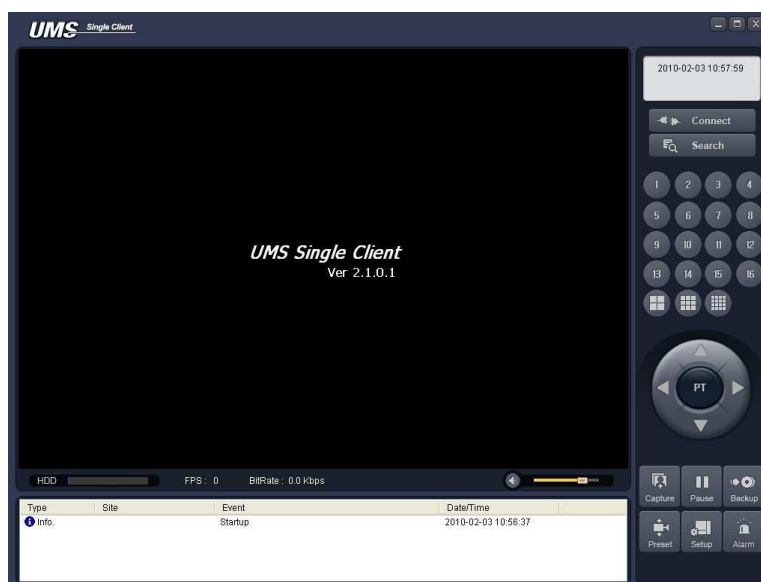 UMS Single Client
2010-02-03 10:57:59
Connect
Search
1 2 3 4
5 6 7 8
9 10 11 12
13 14 15 16
UMS Single Client
Ver 2.1.0.1
PT
HDD FPS : 0 BitRate : 0.0 Kbps
Capture Pause Backup
Preset Setup Alarm
Type Site Event Date/Time
Info. Startup 2010-02-03 10:56:37